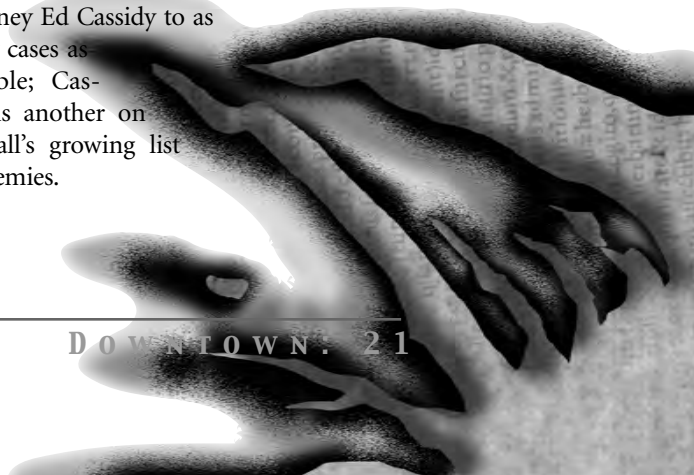 ney Ed Cassidy to as
cases as
ble; Cas-
s another on
all's growing list
emies.
DOWNTOWN: 21